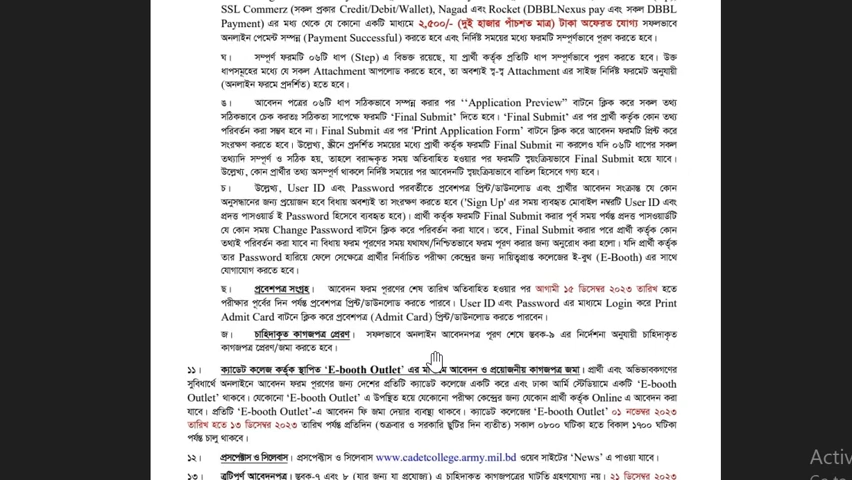 SSL Commerz (সকল প্রকার Credit/Debit/Wallet), Nagad এবং Rocket (DBBLNexus pay এবং সকল DBBL
Payment) এর মধ্য থেকে যে কোনো একটি মাধ্যমে ২,৫০০/- (দুই হাজার পাঁচশত মাত্র) টাকা অফেরত যোগ্য সফলভাবে
অনলাইন পেমেন্ট সম্পন্ন (Payment Successful) করতে হবে এবং নির্দিষ্ট সময়ের মধ্যে ফরমটি সম্পূর্ণভাবে পূরণ করতে হবে।
ঘ। সম্পূর্ণ ফরমটি ০৬টি ধাপ (Step) এ বিভক্ত রয়েছে, যা প্রার্থী কর্তৃক প্রতিটি ধাপ সম্পূর্ণভাবে পূরণ করতে হবে। উক্ত
ধাপসমূহের মধ্যে যে সকল Attachment আপলোড করতে হবে, তা অবশ্যই স্ব-স্ব Attachment এর সাইজ নির্দিষ্ট ফরমেট অনুযায়ী
(অনলাইন ফরমে প্রদর্শিত) হতে হবে।
ঙ। আবেদন পত্রের ০৬টি ধাপ সঠিকভাবে সম্পন্ন করার পর ‘‘Application Preview” বাটনে ক্লিক করে সকল তথ্য
সঠিকভাবে চেক করতঃ সঠিকতা সাপেক্ষে ফরমটি ‘Final Submit’ দিতে হবে। ‘Final Submit’ এর পর প্রার্থী কর্তৃক কোন তথ্য
পরিবর্তন করা সম্ভব হবে না। Final Submit এর পর 'Print Application Form' বাটনে ক্লিক করে আবেদন ফরমটি প্রিন্ট করে
সংরক্ষণ করতে হবে। উল্লেখ্য, স্ক্রীনে প্রদর্শিত সময়ের মধ্যে প্রার্থী কর্তৃক ফরমটি Final Submit না করলেও যদি ০৬টি ধাপের সকল
তথ্যাদি সম্পূর্ণ ও সঠিক হয়, তাহলে বরাদ্দকৃত সময় অতিবাহিত হওয়ার পর ফরমটি স্বয়ংক্রিয়ভাবে Final Submit হয়ে যাবে।
উল্লেখ্য, কোন প্রার্থীর তথ্য অসম্পূর্ণ থাকলে নির্দিষ্ট সময়ের পর আবেদনটি স্বয়ংক্রিয়ভাবে বাতিল হিসেবে গণ্য হবে।
চ। উল্লেখ্য, User ID এবং Password পরবর্তীতে প্রবেশপত্র প্রিন্ট/ডাউনলোড এবং প্রার্থীর আবেদন সংক্রান্ত যে কোন
অনুসন্ধানের জন্য প্রয়োজন হবে বিধায় অবশ্যই তা সংরক্ষণ করতে হবে ('Sign Up' এর সময় ব্যবহৃত মোবাইল নম্বরটি User ID এবং
প্রদত্ত পাসওয়ার্ড ই Password হিসেবে ব্যবহৃত হবে)। প্রার্থী কর্তৃক ফরমটি Final Submit করার পূর্ব সময় পর্যন্ত প্রদত্ত পাসওয়ার্ডটি
যে কোন সময় Change Password বাটনে ক্লিক করে পরিবর্তন করা যাবে। তবে, Final Submit করার পরে প্রার্থী কর্তৃক কোন
তথ্যই পরিবর্তন করা যাবে না বিধায় ফরম পূরণের সময় যথাযথ/নিশ্চিতভাবে ফরম পূরণ করার জন্য অনুরোধ করা হলো। যদি প্রার্থী কর্তৃক
তার Password হারিয়ে ফেলে সেক্ষেত্রে প্রার্থীর নির্বাচিত পরীক্ষা কেন্দ্রের জন্য দায়িত্বপ্রাপ্ত কলেজের ই-বুথ (E-Booth) এর সাথে
যোগাযোগ করতে হবে।
ছ। প্রবেশপত্র সংগ্রহ। আবেদন ফরম পূরণের শেষ তারিখ অতিবাহিত হওয়ার পর আগামী ১৫ ডিসেম্বর ২০২৩ তারিখ হতে
পরীক্ষার পূর্বের দিন পর্যন্ত প্রবেশপত্র প্রিন্ট/ডাউনলোড করতে পারবে। User ID এবং Password এর মাধ্যমে Login করে Print
Admit Card বাটনে ক্লিক করে প্রবেশপত্র (Admit Card) প্রিন্ট/ডাউনলোড করতে পারবেন।
জ। চাহিদাকৃত কাগজপত্র প্রেরণ। সফলভাবে অনলাইন আবেদনপত্র পূরণ শেষে স্তবক-৯ এর নির্দেশনা অনুযায়ী চাহিদাকৃত
কাগজপত্র প্রেরণ/জমা করতে হবে।
১১। ক্যাডেট কলেজ কর্তৃক স্থাপিত ‘E-booth Outlet’ এর মাধ্যমে আবেদন ও প্রয়োজনীয় কাগজপত্র জমা। প্রার্থী এবং অভিভাবকগণের
সুবিধার্থে অনলাইনে আবেদন ফরম পূরণের জন্য দেশের প্রতিটি ক্যাডেট কলেজে একটি করে এবং ঢাকা আর্মি স্টেডিয়ামে একটি ‘E-booth
Outlet’ থাকবে। যেকোনো ‘E-booth Outlet’ এ উপস্থিত হয়ে যেকোনো পরীক্ষা কেন্দ্রের জন্য যেকোন প্রার্থী কর্তৃক Online এ আবেদন করা
যাবে। প্রতিটি ‘E-booth Outlet’-এ আবেদন ফি জমা দেয়ার ব্যবস্থা থাকবে। ক্যাডেট কলেজের ‘E-booth Outlet’ ০১ নভেম্বর ২০২৩
তারিখ হতে ১৩ ডিসেম্বর ২০২৩ তারিখ পর্যন্ত প্রতিদিন (শুক্রবার ও সরকারি ছুটির দিন ব্যতীত) সকাল ০৮০০ ঘটিকা হতে বিকাল ১৭০০ ঘটিকা
পর্যন্ত চালু থাকবে।
১২। প্রসপেক্টাস ও সিলেবাস। প্রসপেক্টাস ও সিলেবাস www.cadetcollege.army.mil.bd ওয়েব সাইটের ‘News’ এ পাওয়া যাবে।
১৩। ত্রুটিপূর্ণ আবেদনপত্র। স্তবক-৭ এবং ৮ (যার জন্য যা প্রযোজ্য) এ চাহিদাকৃত কাগজপত্রের ঘাটতি গ্রহণযোগ্য নয়। ২১ ডিসেম্বর ২০২৩
Activ